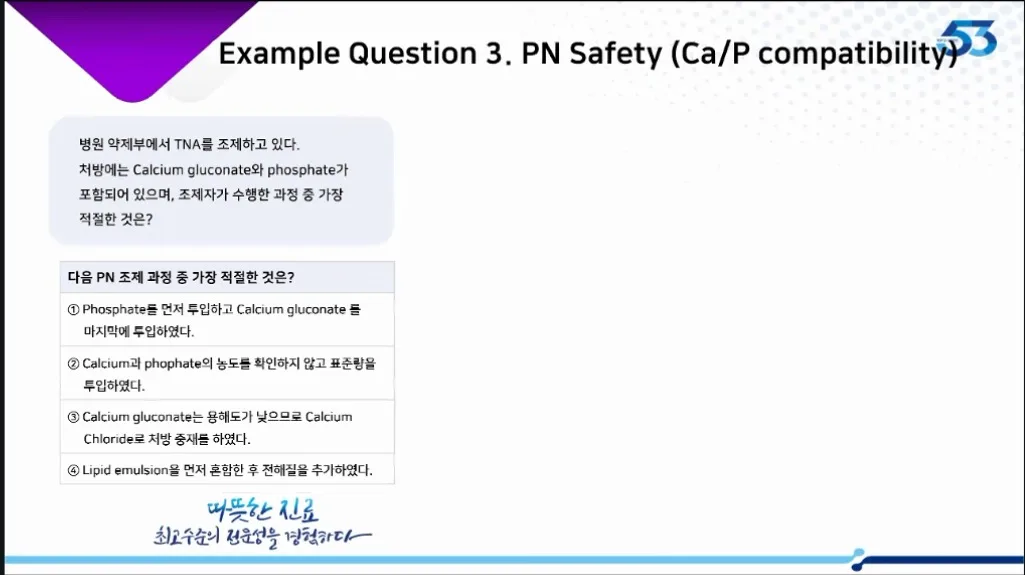 Example Question 3. PN Safety (Ca/P compatibility)
53
병원 약제부에서 TNA를 조제하고 있다.
처방에는 Calcium gluconate와 phosphate가
포함되어 있으며, 조제자가 수행한 과정 중 가장
적절한 것은?
다음 PN 조제 과정 중 가장 적절한 것은?
① Phosphate를 먼저 투입하고 Calcium gluconate 를
마지막에 투입하였다.
② Calcium과 phophate의 농도를 확인하지 않고 표준량을
투입하였다.
③ Calcium gluconate는 용해도가 낮으므로 Calcium
Chloride로 처방 중재를 하였다.
④ Lipid emulsion을 먼저 혼합한 후 전해질을 추가하였다.
따뜻한 진료
최고수준의 전문성을 경험하다